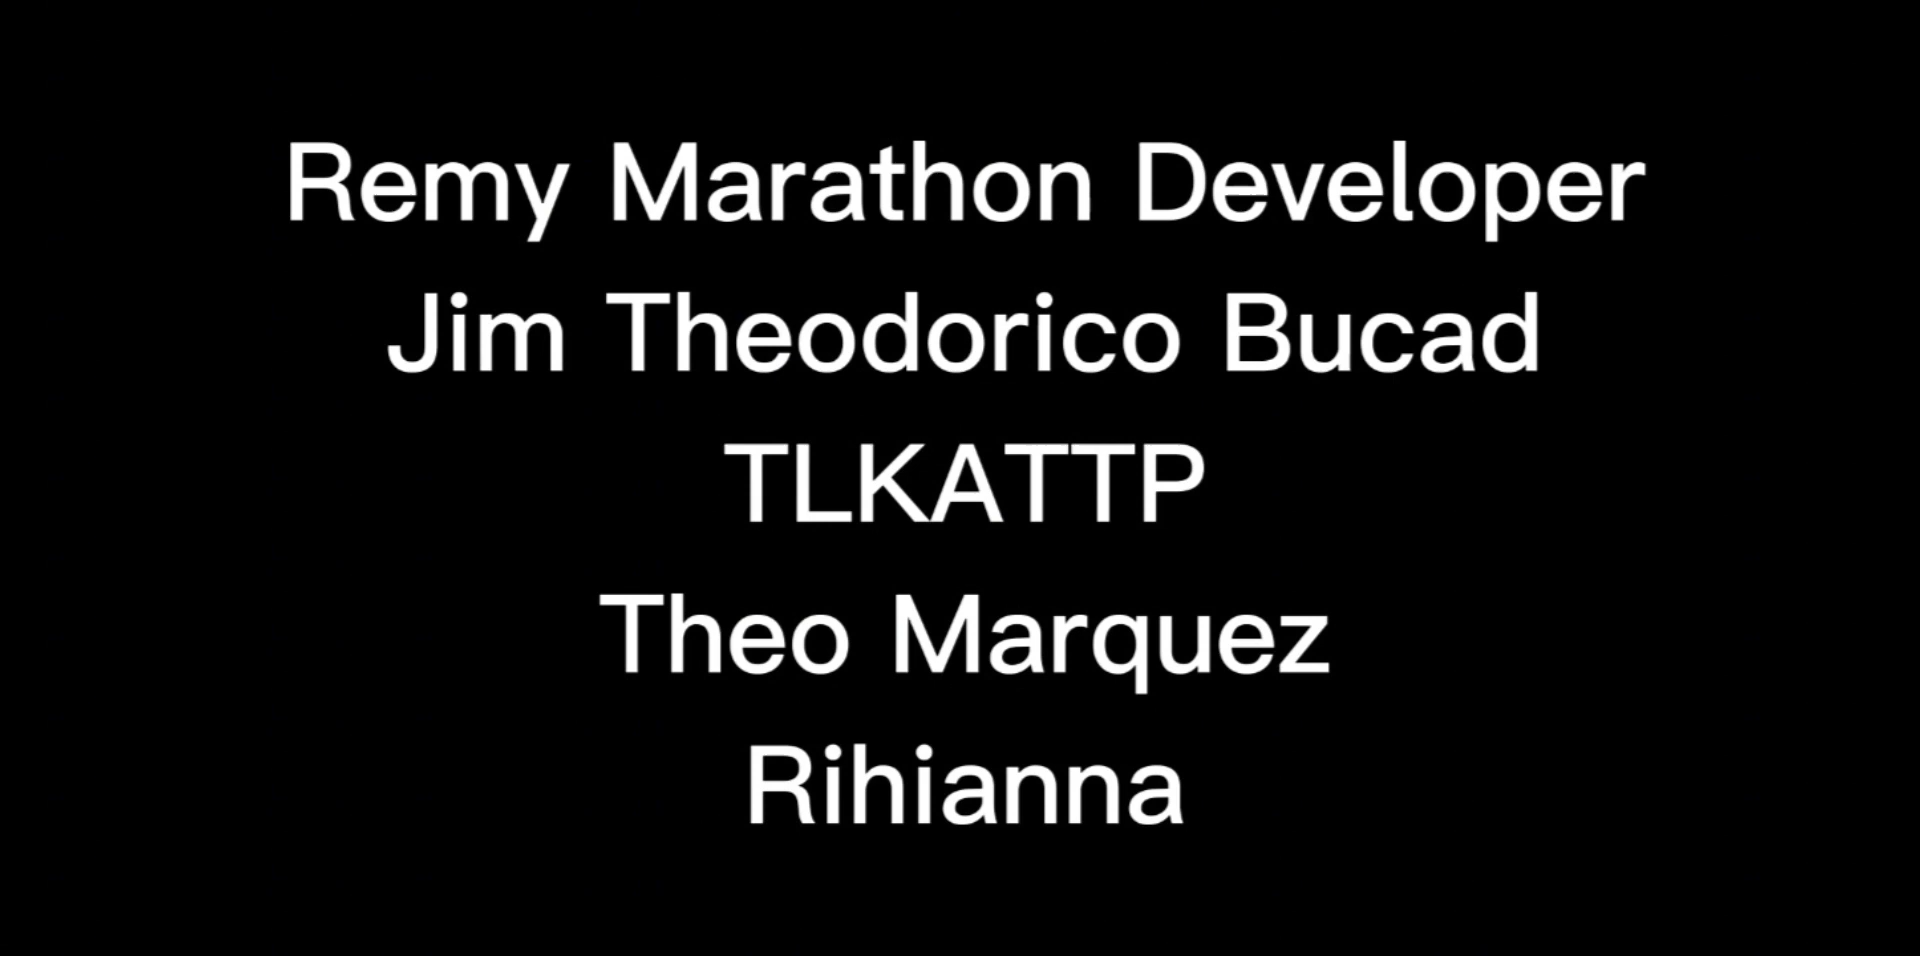 Remy Marathon Developer
Jim Theodorico Bucad
TLKATTP
Theo Marquez
Rihianna